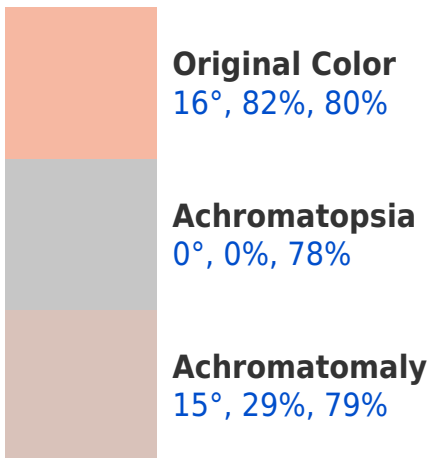 Original Color
16°, 82%, 80%
Achromatopsia
0°, 0%, 78%
Achromatomaly
15°, 29%, 79%